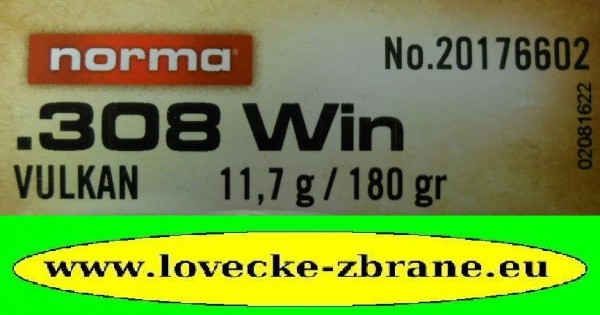 norma
No.20176602
.308 Win
VULKAN 11,7 g / 180 gr
02081622
www.lovecke-zbrane.eu